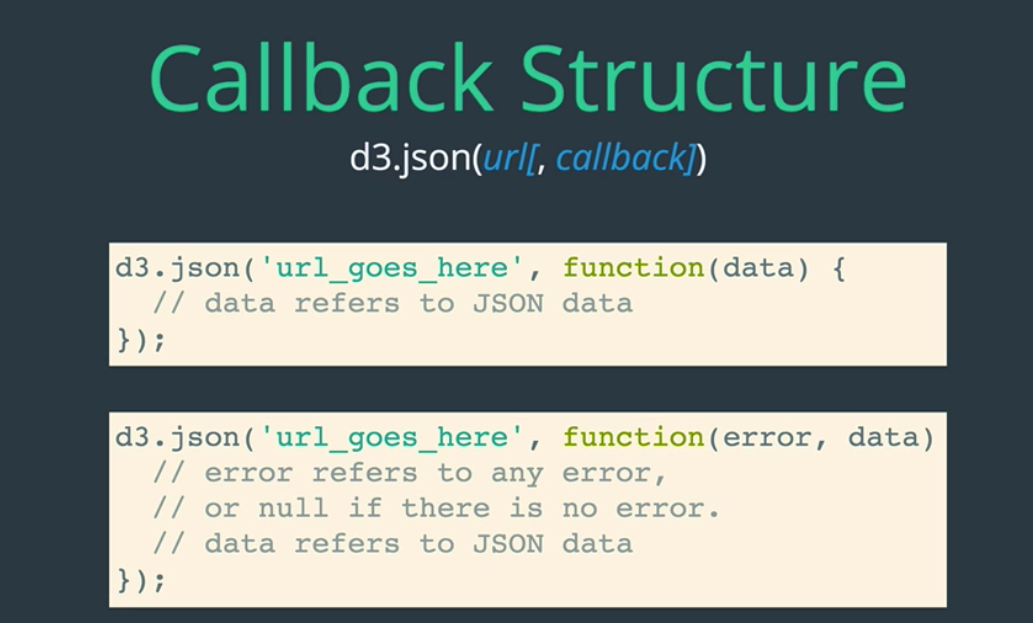 Callback Structure
d3.json(url[, callback])
d3.json('url_goes_here', function(data) {
  // data refers to JSON data
});
d3.json('url_goes_here', function(error, data)
  // error refers to any error,
  // or null if there is no error.
  // data refers to JSON data
});